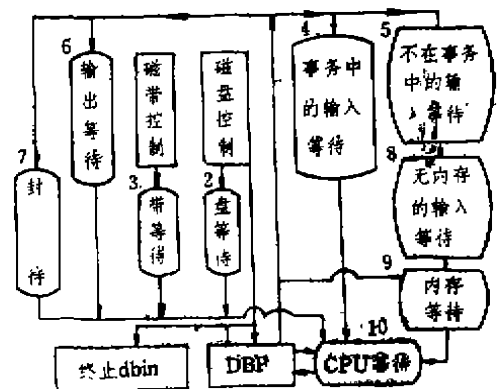 6
输出等待
7
封待
磁带控制
3
带等待
磁盘控制
2
盘等待
4
事务中
的输入
等待
5
不在事务
中的输
入等待
8
无内存
的输入
等待
9
内存
等待
10
终止dbin
DBP
CPU等待